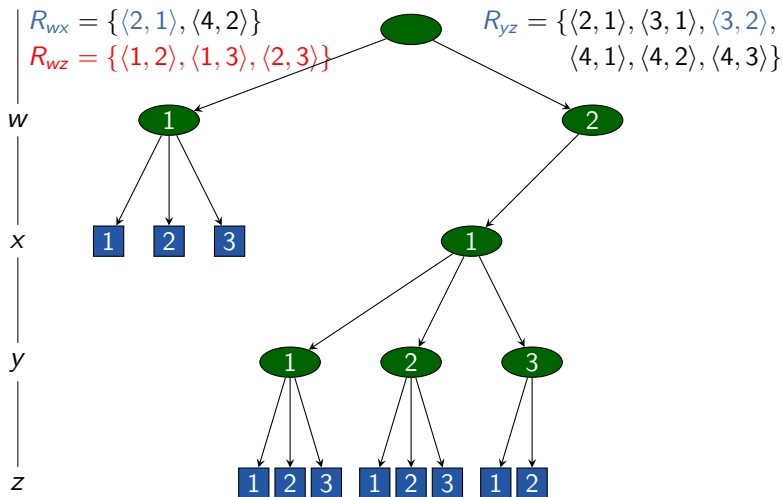 R_wx = {⟨2, 1⟩, ⟨4, 2⟩}
R_wz = {⟨1, 2⟩, ⟨1, 3⟩, ⟨2, 3⟩}
R_yz = {⟨2, 1⟩, ⟨3, 1⟩, ⟨3, 2⟩,
⟨4, 1⟩, ⟨4, 2⟩, ⟨4, 3⟩}
w 1 2
x 1 2 3 1
y 1 2 3
z 1 2 3 1 2 3 1 2